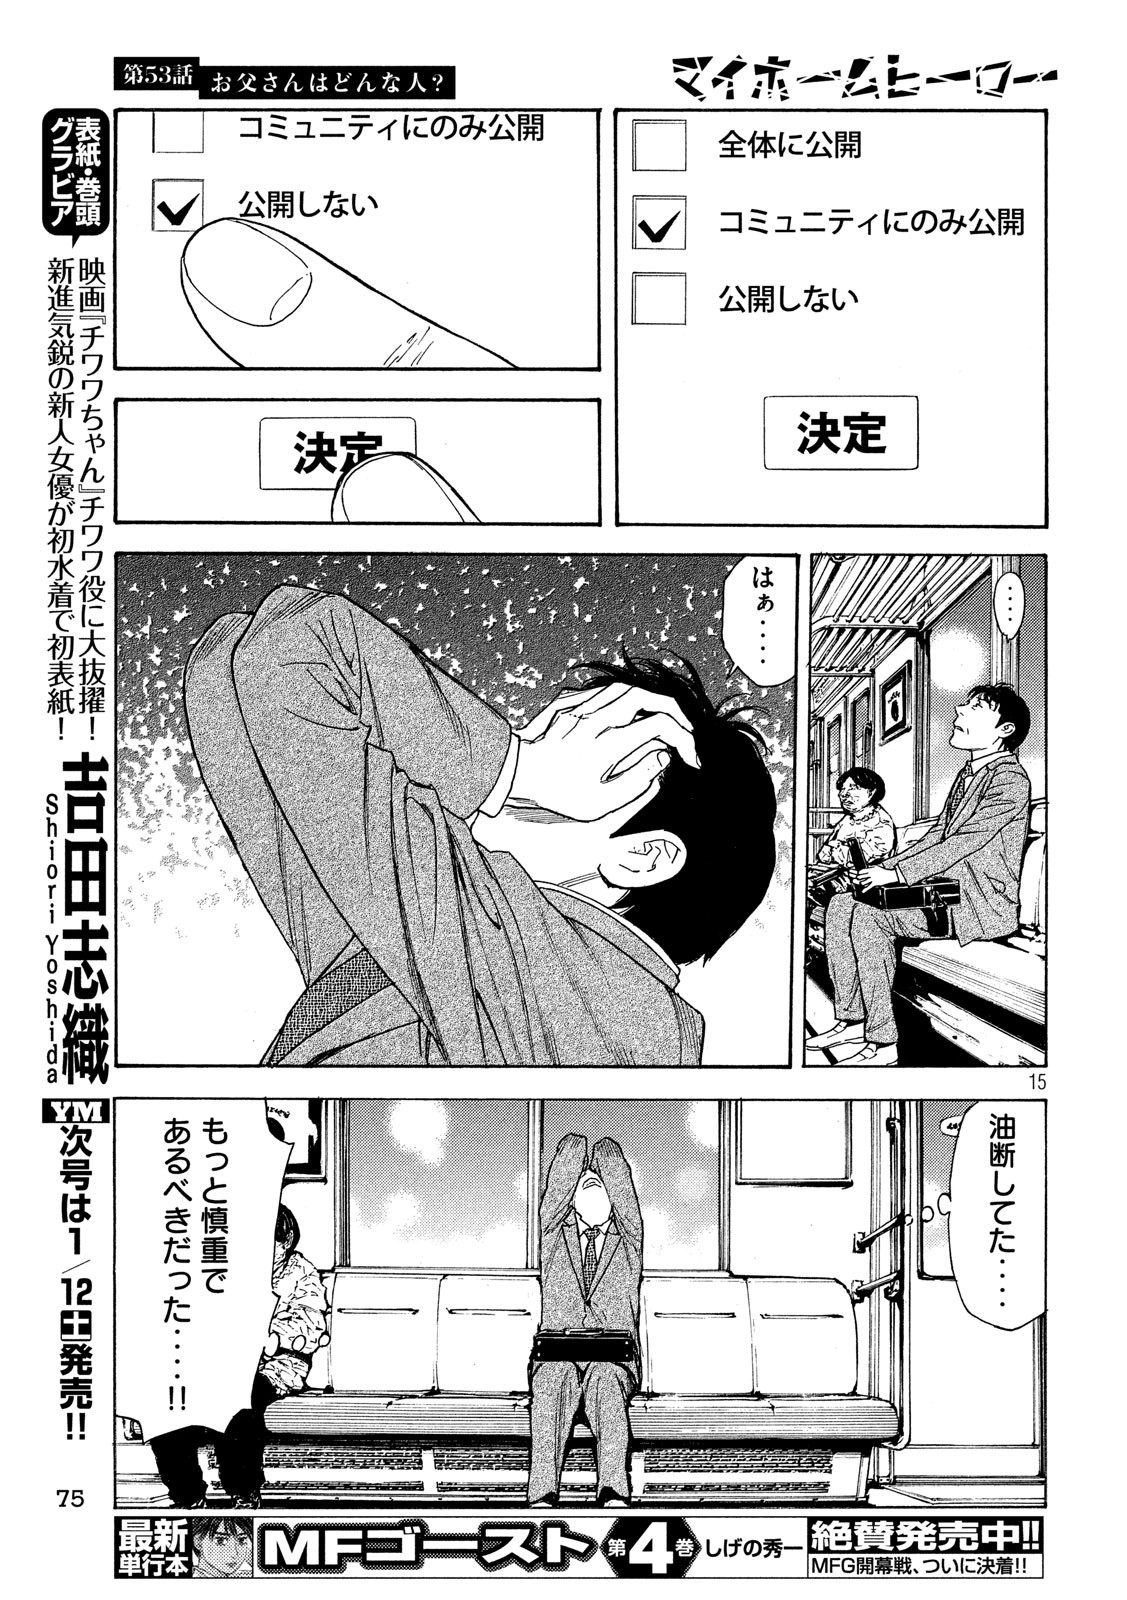 第53話
お父さんはどんな人？
マイホームヒーロー
全体に公開
コミュニティにのみ公開
公開しない
決定
コミュニティにのみ公開
公開しない
決定
・・・・
はぁ・・・・
15
油断してた・・・・
もっと慎重で
あるべきだった・・・・!!
表紙・巻頭
グラビア
映画『チワワちゃん』チワワ役に大抜擢！
新進気鋭の新人女優が初水着で初表紙！
吉田志織
Shiori Yoshida
YM
次号は1／12土発売!!
75
最新
単行本
MFゴースト
第4巻
しげの秀一
絶賛発売中!!
MFG開幕戦、ついに決着!!